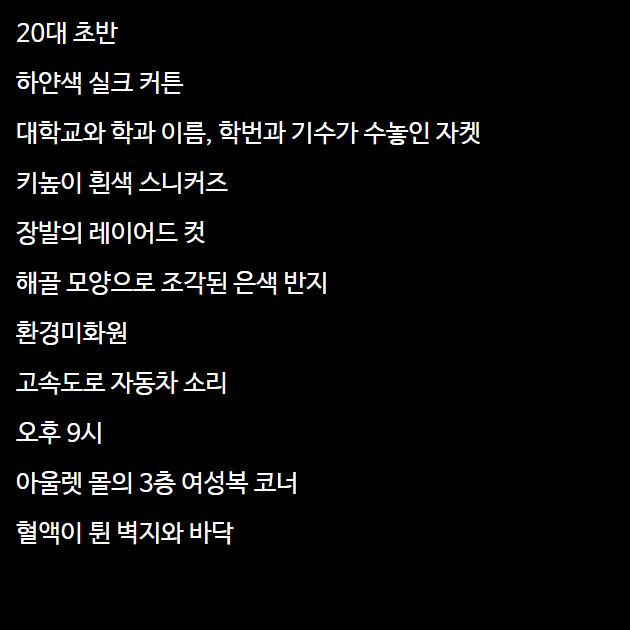 20대 초반
하얀색 실크 커튼
대학교와 학과 이름, 학번과 기수가 수놓인 자켓
키높이 흰색 스니커즈
장발의 레이어드 컷
해골 모양으로 조각된 은색 반지
환경미화원
고속도로 자동차 소리
오후 9시
아울렛 몰의 3층 여성복 코너
혈액이 튄 벽지와 바닥